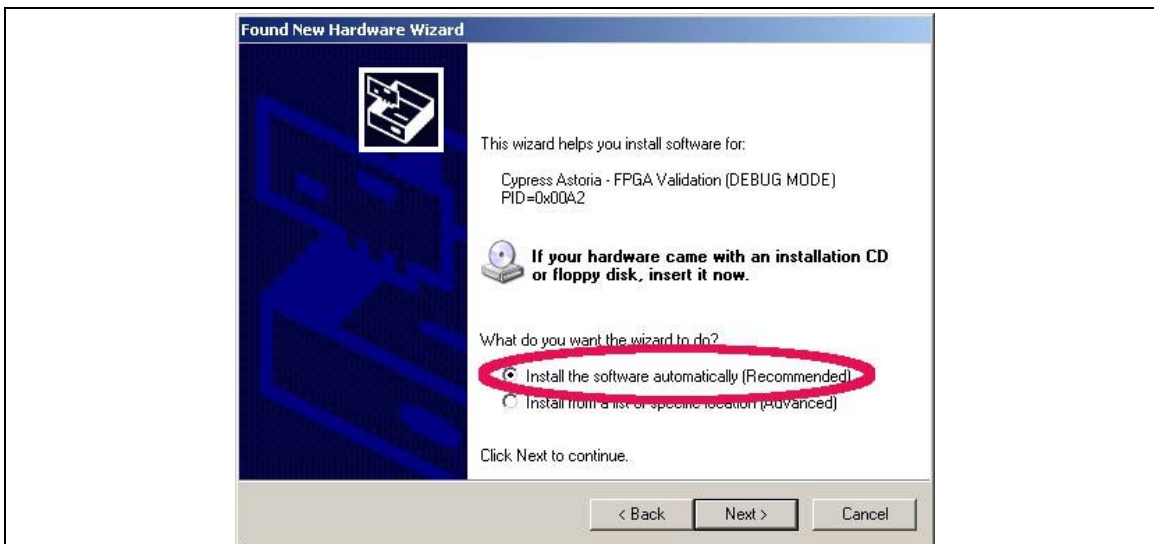 Found New Hardware Wizard
This wizard helps you install software for:
Cypress Astoria - FPGA Validation (DEBUG MODE)
PID=0x00A2
If your hardware came with an installation CD
or floppy disk, insert it now.
What do you want the wizard to do?
Install the software automatically (Recommended)
Install from a list or specific location (Advanced)
Click Next to continue.
< Back Next > Cancel